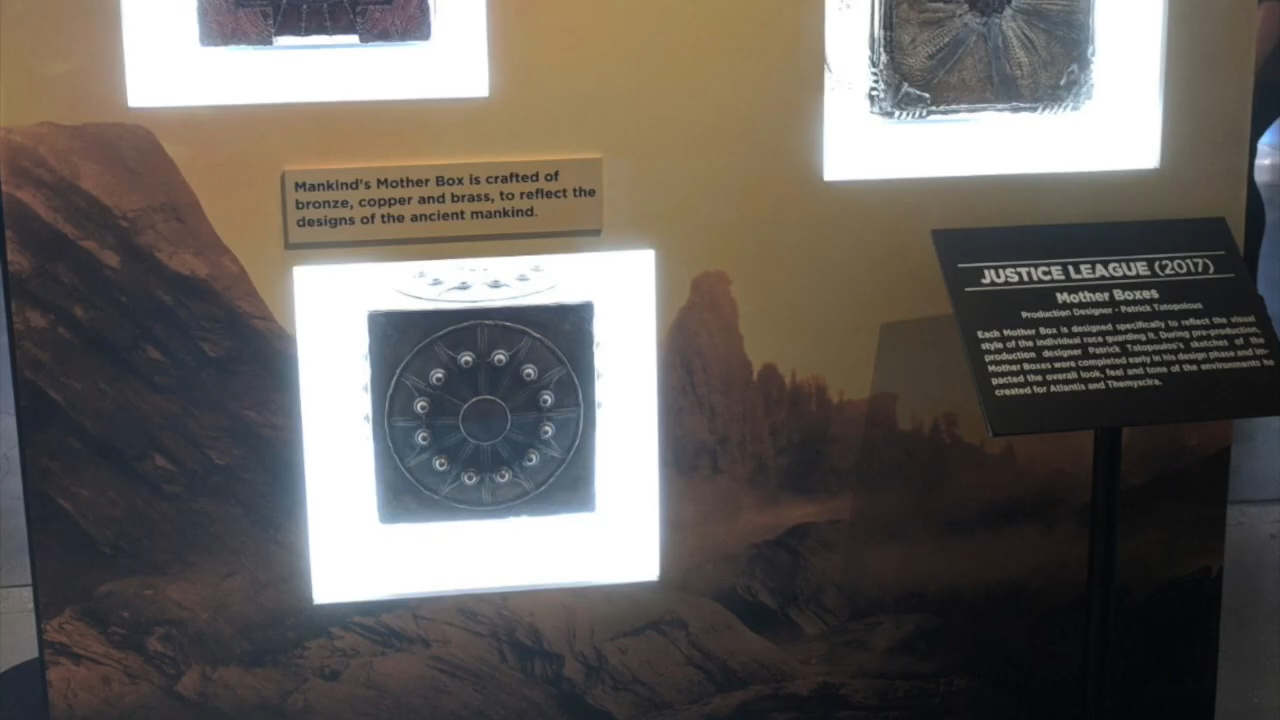 Mankind's Mother Box is crafted of
bronze, copper and brass, to reflect the
designs of the ancient mankind.
JUSTICE LEAGUE (2017)
Mother Boxes
Production Designer - Patrick Tatopolous
Each Mother Box is designed specifically to reflect the visual
style of the individual race guarding it. During pre-production,
production designer Patrick Tatopoulos's sketches of the
Mother Boxes were completed early in his design phase and im-
pacted the overall look, feel and tone of the environments he
created for Atlantis and Themyscira.